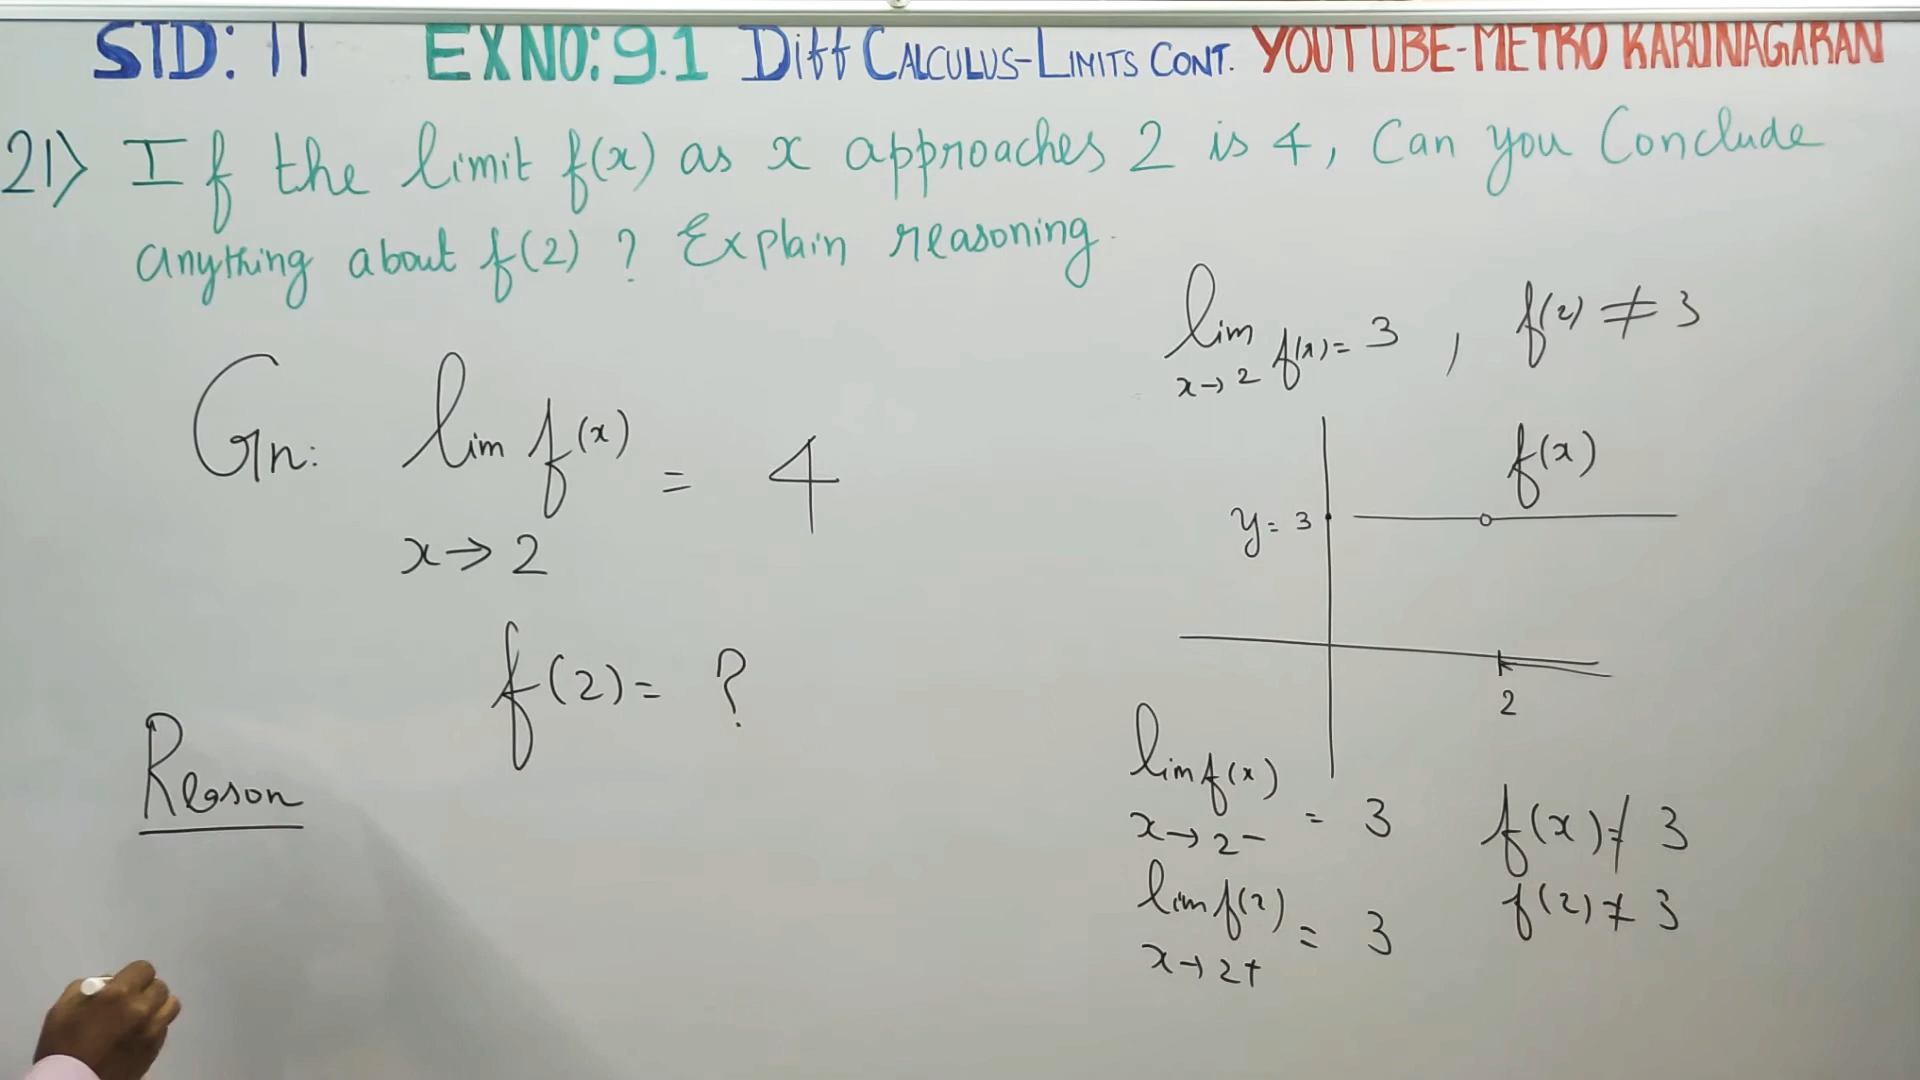 STD: 11 EXNO: 9.1 Diff CALCULUS-LIMITS CONT. YOUTUBE-METRO KARUNAGARAN
21) If the limit f(x) as x approaches 2 is 4, Can you Conclude
anything about f(2) ? Explain reasoning.
lim f(x) = 3 , f(2) ≠ 3
x→2
Gn: lim f(x) = 4
x→2
f(x)
y = 3
f(2) = ?
2
Reason
lim f(x) = 3 f(x) ≠ 3
x→2-
lim f(x) = 3 f(2) ≠ 3
x→2+